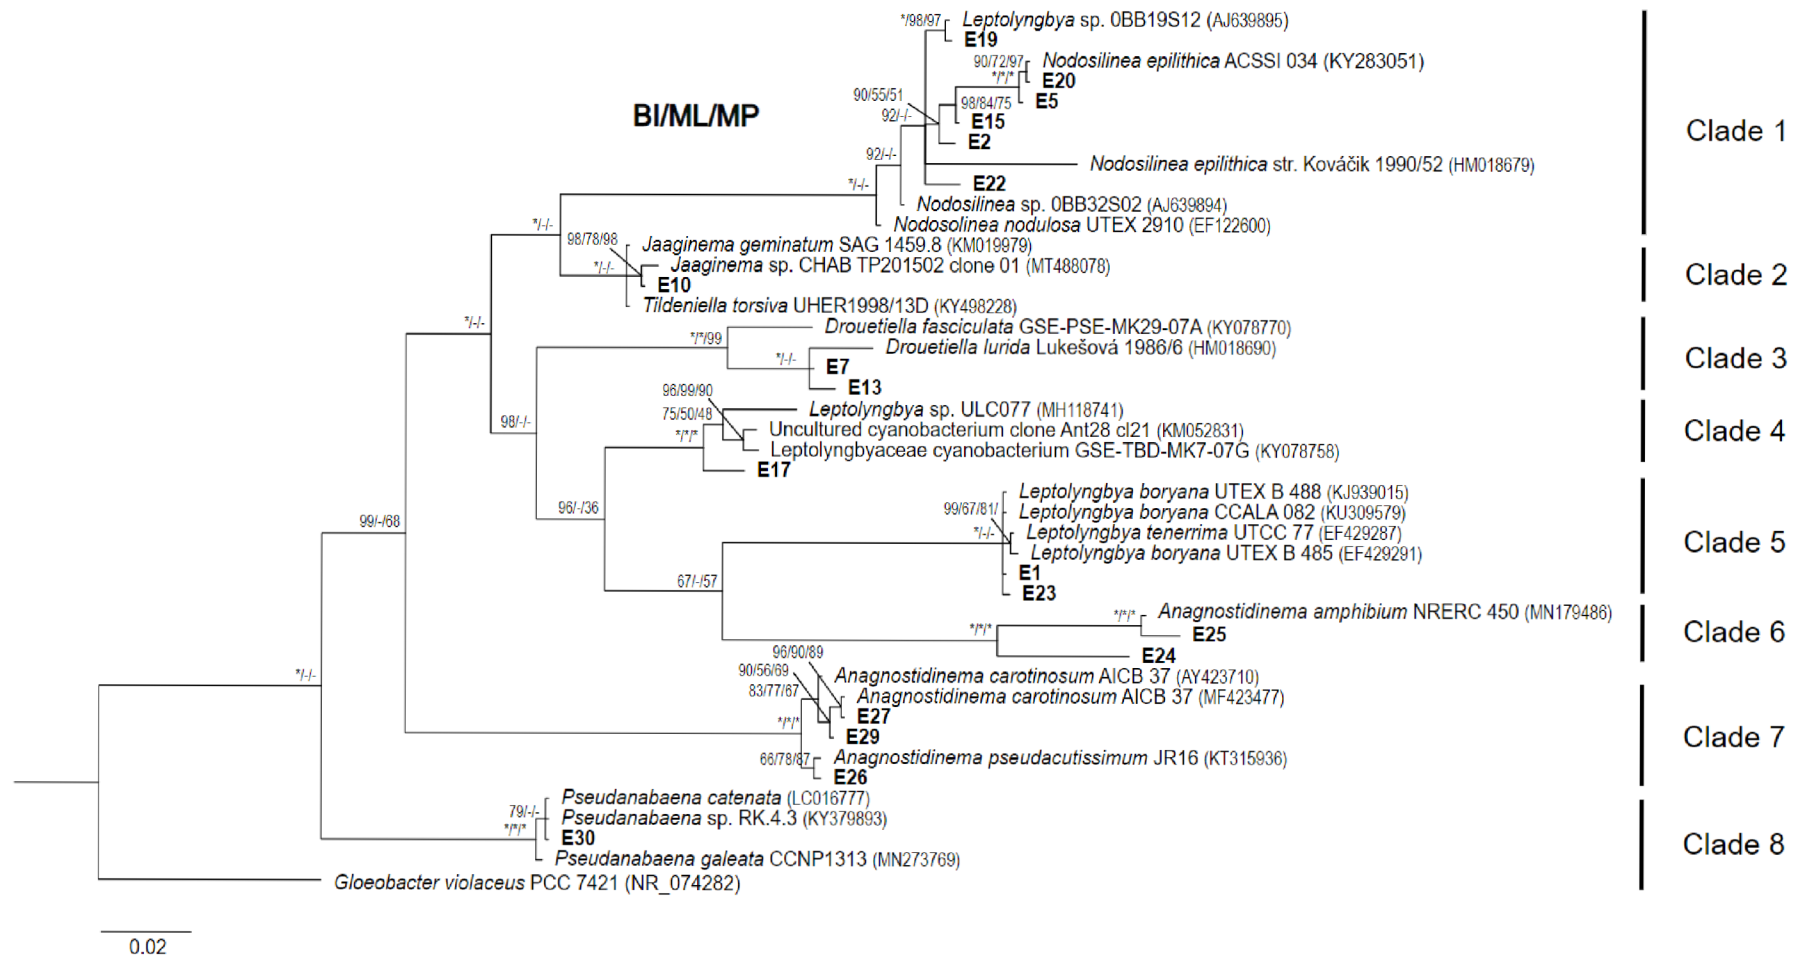 */98/97
Leptolyngbya sp. 0BB19S12 (AJ639895)
E19
90/72/97
Nodosilinea epilithica ACSSI 034 (KY283051)
*/*/*
E20
90/55/51
98/84/75
E5
92/-/-
E15
E2
BI/ML/MP
Clade 1
92/-/-
Nodosilinea epilithica str. Kováčik 1990/52 (HM018679)
*/-/-
E22
Nodosilinea sp. 0BB32S02 (AJ639894)
Nodosolinea nodulosa UTEX 2910 (EF122600)
*/-/-
98/78/98
Jaaginema geminatum SAG 1459.8 (KM019979)
*/-/-
Jaaginema sp. CHAB TP201502 clone 01 (MT488078)
Clade 2
E10
Tildeniella torsiva UHER1998/13D (KY498228)
*/-/-
Drouetiella fasciculata GSE-PSE-MK29-07A (KY078770)
*/*/99
Drouetiella lurida Lukešová 1986/6 (HM018690)
*/-/-
Clade 3
E7
E13
96/99/90
75/50/48
Leptolyngbya sp. ULC077 (MH118741)
98/-/-
*/*/*
Uncultured cyanobacterium clone Ant28 cl21 (KM052831)
Clade 4
Leptolyngbyaceae cyanobacterium GSE-TBD-MK7-07G (KY078758)
E17
Leptolyngbya boryana UTEX B 488 (KJ939015)
96/-/36
99/67/81/
Leptolyngbya boryana CCALA 082 (KU309579)
99/-/68
*/-/-
Leptolyngbya tenerrima UTCC 77 (EF429287)
Clade 5
Leptolyngbya boryana UTEX B 485 (EF429291)
E1
67/-/57
E23
*/*/*
Anagnostidinema amphibium NRERC 450 (MN179486)
*/*/*
E25
Clade 6
E24
96/90/89
90/56/69
Anagnostidinema carotinosum AICB 37 (AY423710)
*/-/-
83/77/67
Anagnostidinema carotinosum AICB 37 (MF423477)
*/*/*
E27
E29
Clade 7
66/78/87
Anagnostidinema pseudacutissimum JR16 (KT315936)
E26
Pseudanabaena catenata (LC016777)
79/-/-
Pseudanabaena sp. RK.4.3 (KY379893)
*/*/*
E30
Clade 8
Pseudanabaena galeata CCNP1313 (MN273769)
Gloeobacter violaceus PCC 7421 (NR_074282)
0.02